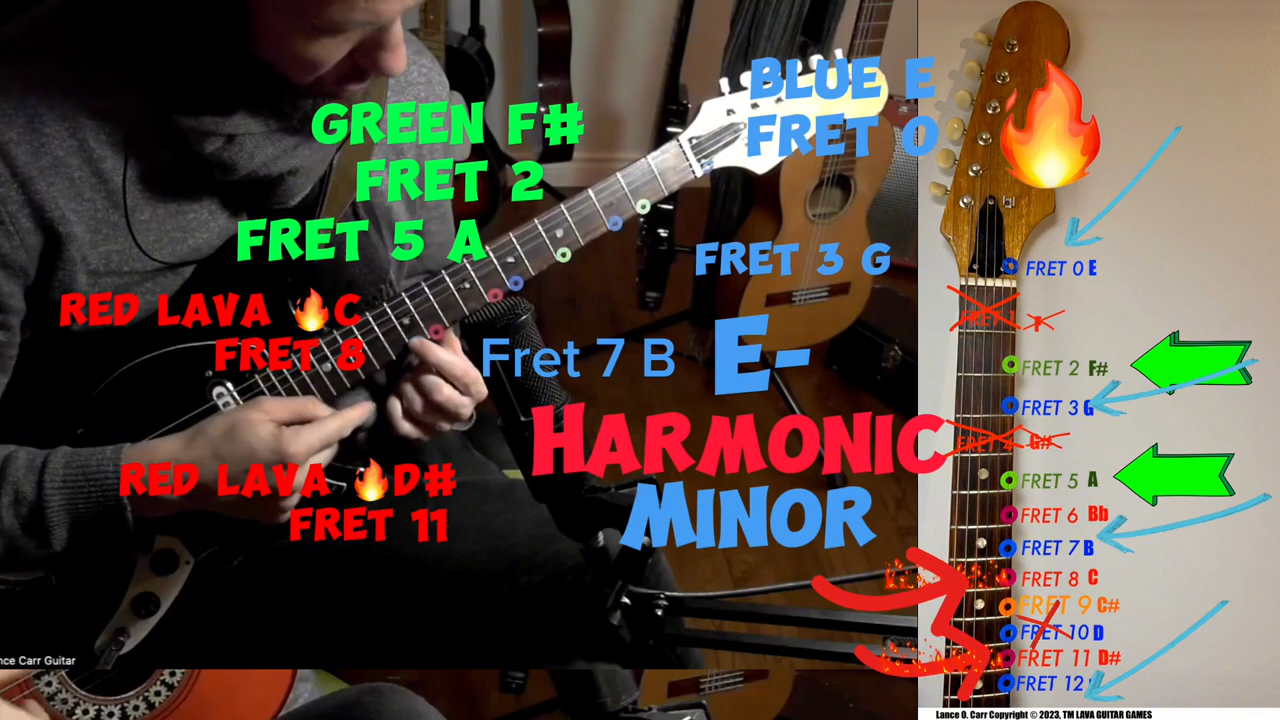 BLUE E
FRET 0
GREEN F#
FRET 2
FRET 5 A
FRET 3 G
RED LAVA 🔥C
FRET 8
Fret 7 B
E-
HARMONIC
MINOR
RED LAVA 🔥D#
FRET 11
nce Carr Guitar
FRET 0 E
FRET 2 F#
FRET 3 G
G#
FRET 5 A
FRET 6 Bb
FRET 7 B
FRET 8 C
FRET 9 C#
FRET 10 D
FRET 11 D#
FRET 12
Lance O. Carr Copyright © 2023, TM LAVA GUITAR GAMES